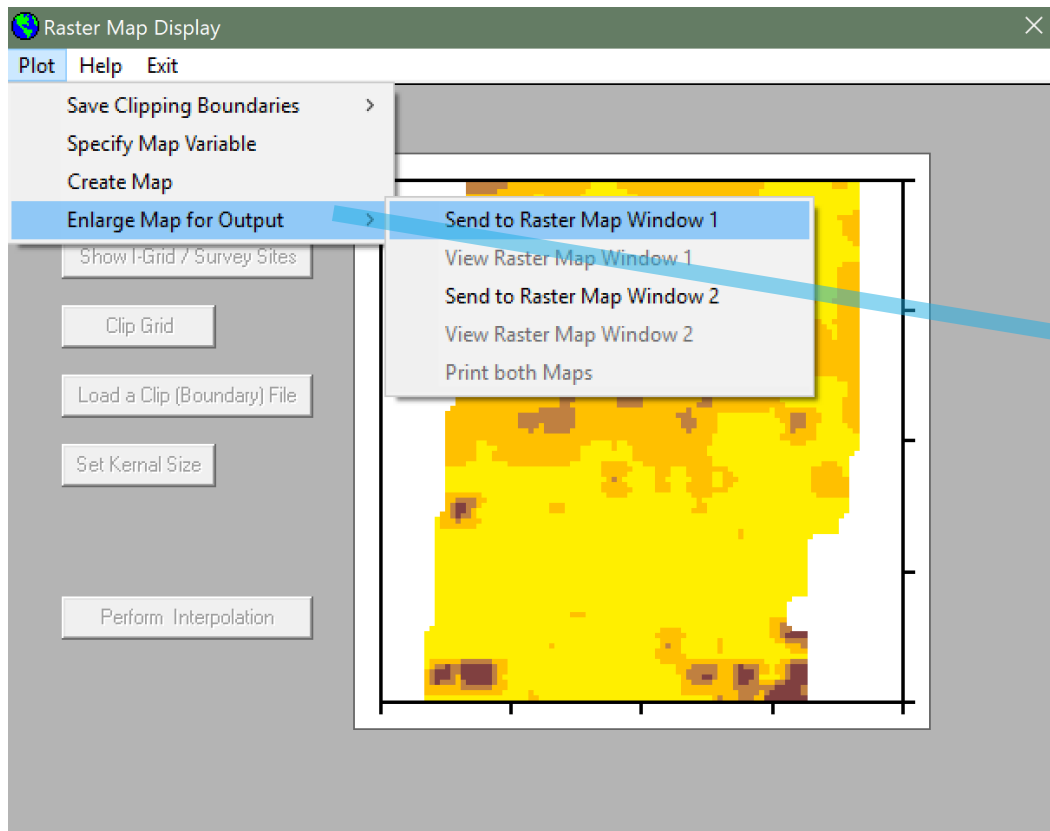 Raster Map Display
Plot Help Exit
Save Clipping Boundaries
Specify Map Variable
Create Map
Enlarge Map for Output
Send to Raster Map Window 1
View Raster Map Window 1
Send to Raster Map Window 2
View Raster Map Window 2
Print both Maps
Show I-Grid / Survey Sites
Clip Grid
Load a Clip (Boundary) File
Set Kernal Size
Perform Interpolation